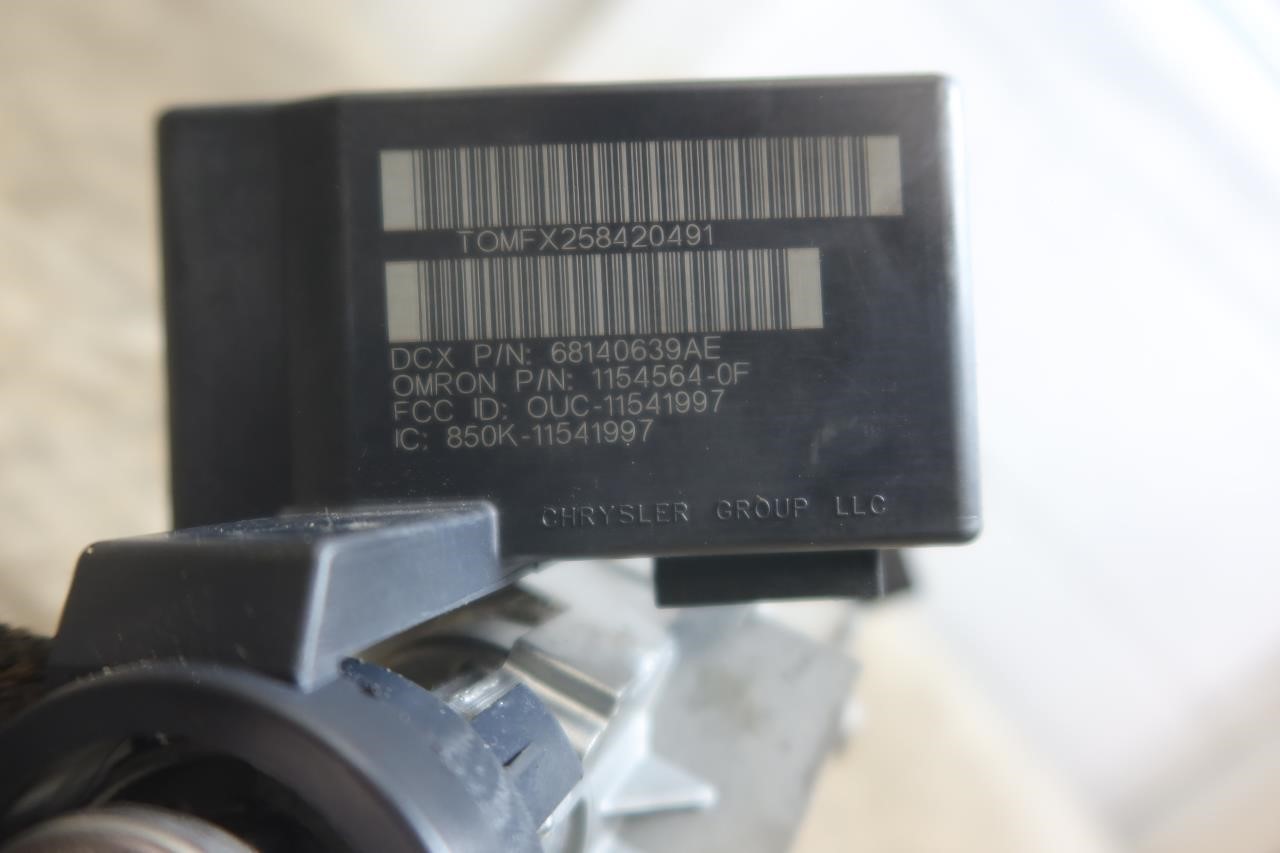 TOMFX258420491
DCX P/N: 68140639AE
OMRON P/N: 1154564-0F
FCC ID: OUC-11541997
IC: 850K-11541997
CHRYSLER GROUP LLC